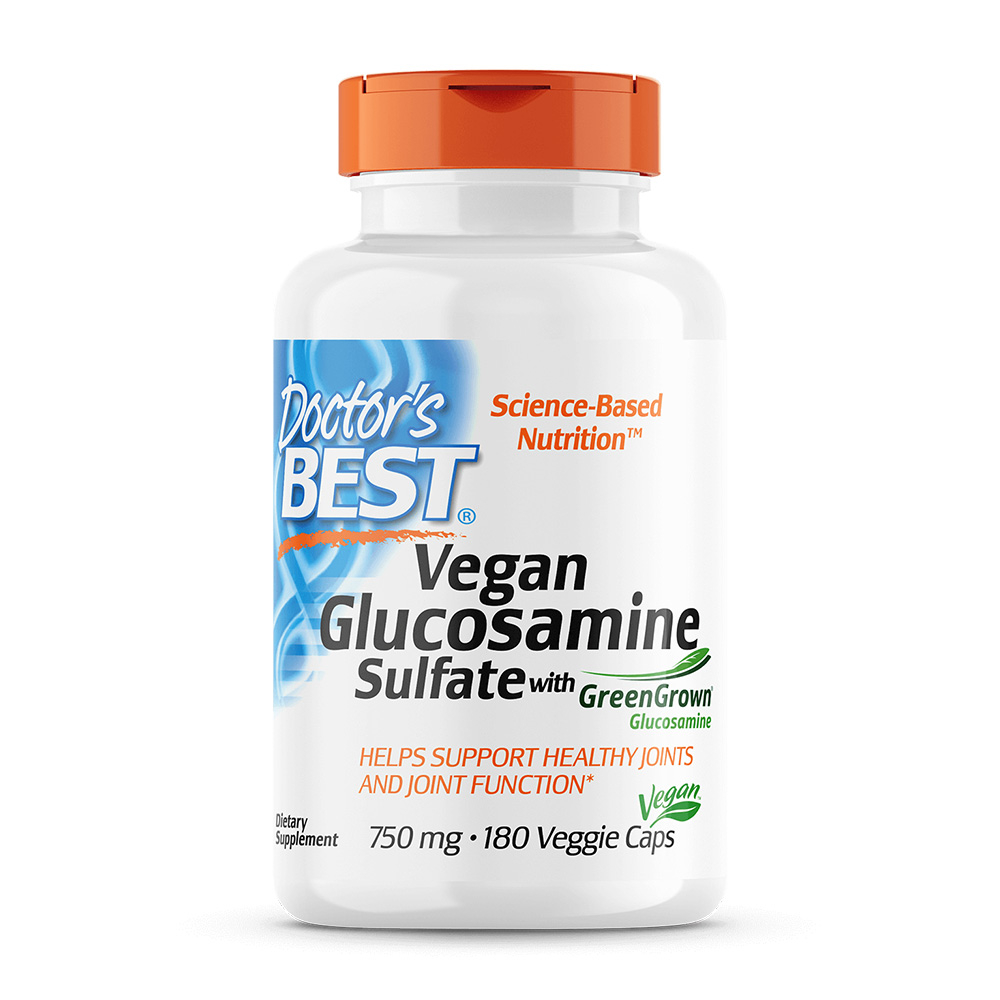 Doctor's
BEST®
Science-Based
Nutrition™
Vegan
Glucosamine
Sulfate with
GreenGrown®
Glucosamine
HELPS SUPPORT HEALTHY JOINTS
AND JOINT FUNCTION*
Vegan™
Dietary
Supplement
750 mg • 180 Veggie Caps